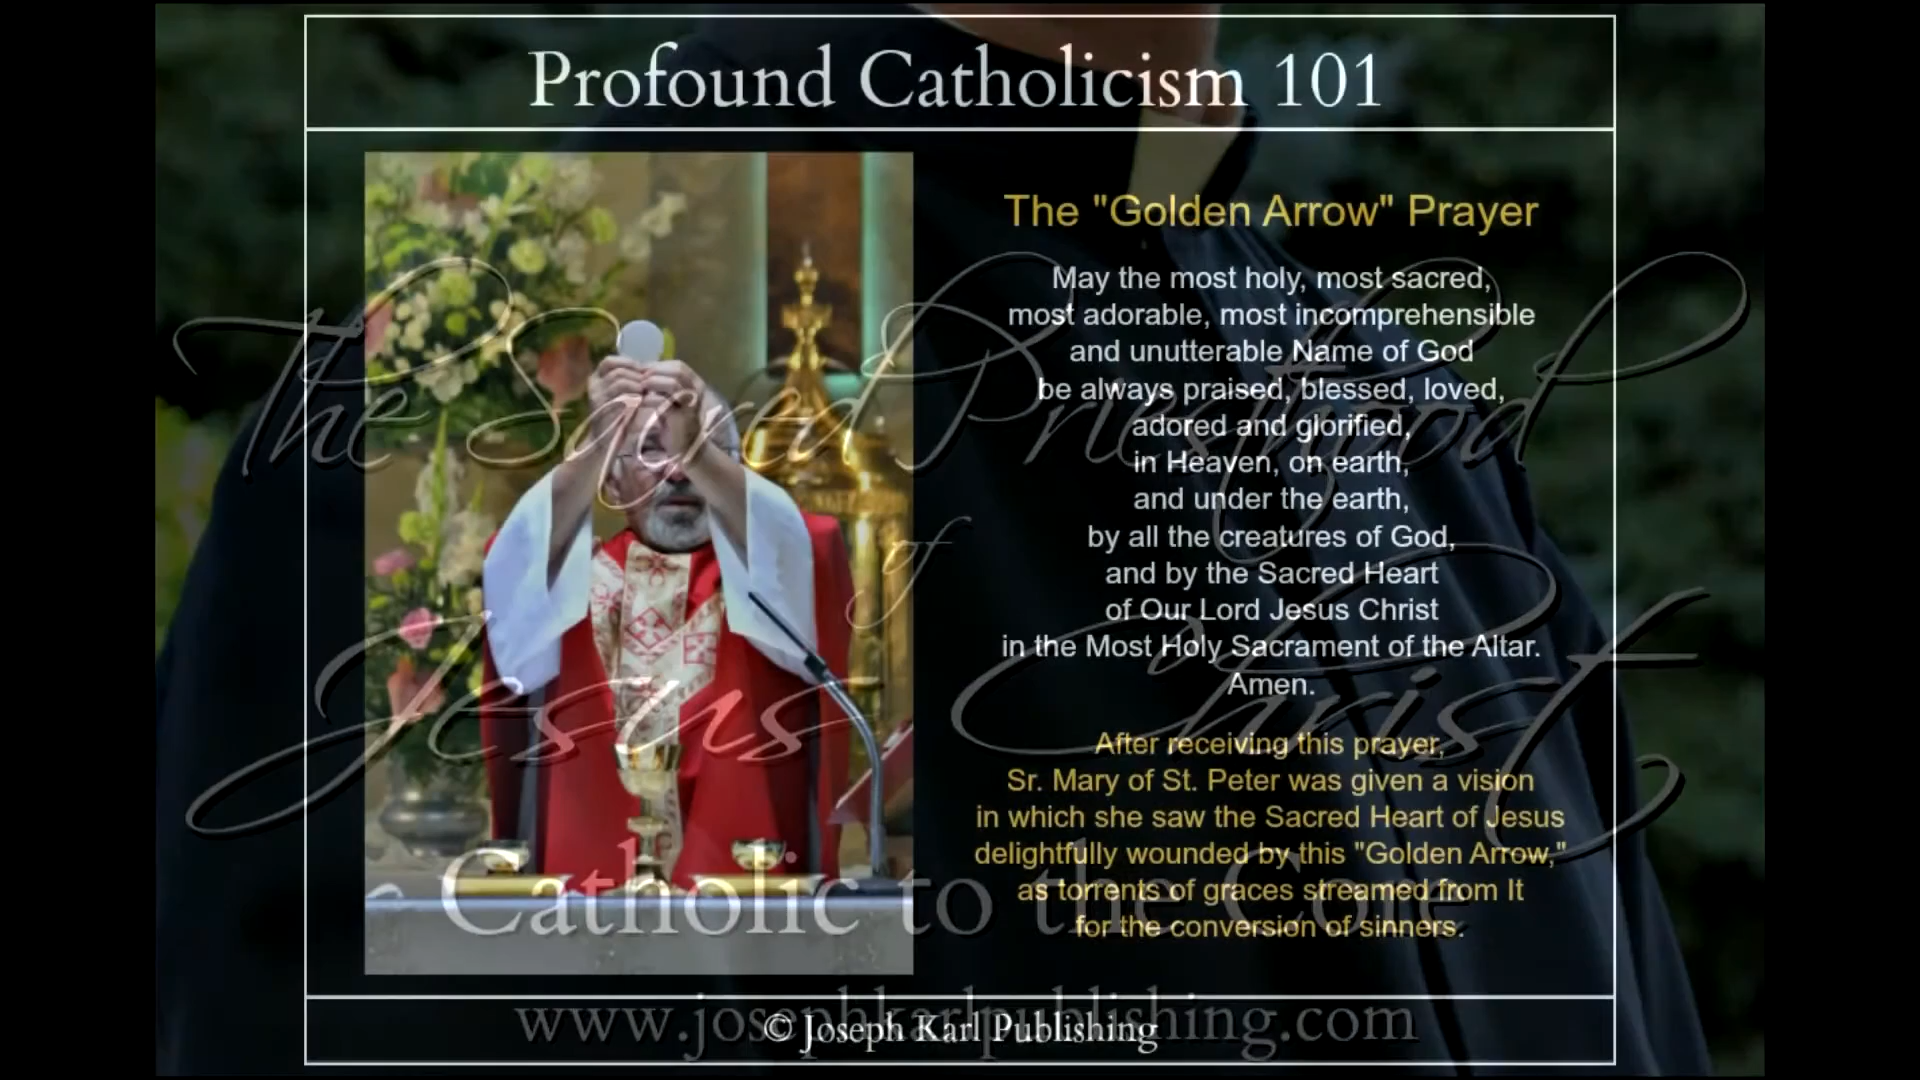 Profound Catholicism 101
The "Golden Arrow" Prayer
May the most holy, most sacred,
most adorable, most incomprehensible
and unutterable Name of God
be always praised, blessed, loved,
adored and glorified,
in Heaven, on earth,
and under the earth,
by all the creatures of God,
and by the Sacred Heart
of Our Lord Jesus Christ
in the Most Holy Sacrament of the Altar.
Amen.
After receiving this prayer,
Sr. Mary of St. Peter was given a vision
in which she saw the Sacred Heart of Jesus
delightfully wounded by this "Golden Arrow,"
as torrents of graces streamed from It
for the conversion of sinners.
The Sacred Priesthood
of
Jesus Christ
Catholic to the Core
www.josephkarlpublishing.com
© Joseph Karl Publishing